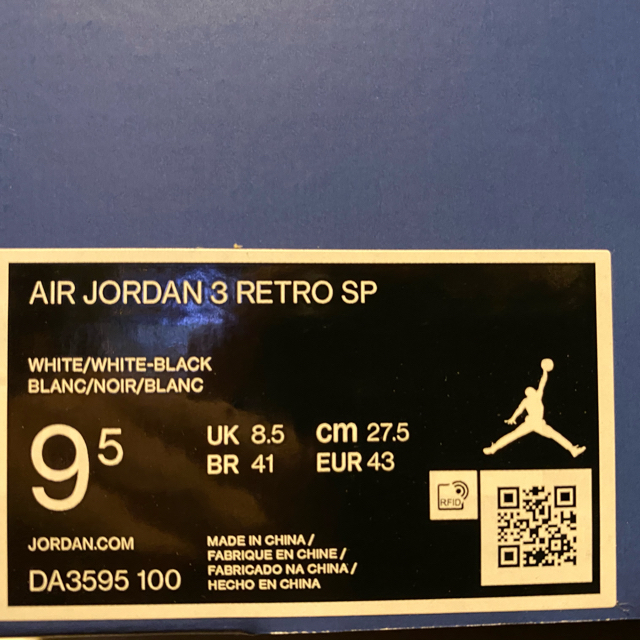 AIR JORDAN 3 RETRO SP
WHITE/WHITE-BLACK
BLANC/NOIR/BLANC
9 5
UK 8.5 cm 27.5
BR 41 EUR 43
RFID
JORDAN.COM
DA3595 100
MADE IN CHINA /
FABRIQUE EN CHINE /
FABRICADO NA CHINA /
HECHO EN CHINA